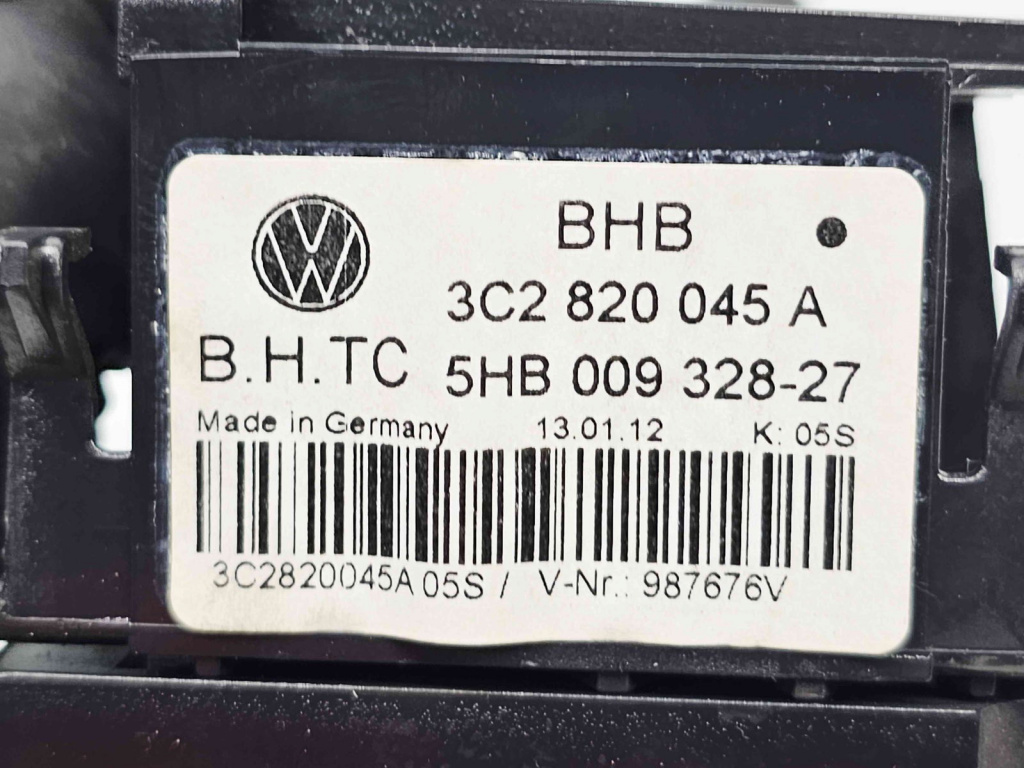 BHB
3C2 820 045 A
B.H.TC 5HB 009 328-27
Made in Germany 13.01.12 K: 05S
3C2820045A 05S / V-Nr.: 987676V